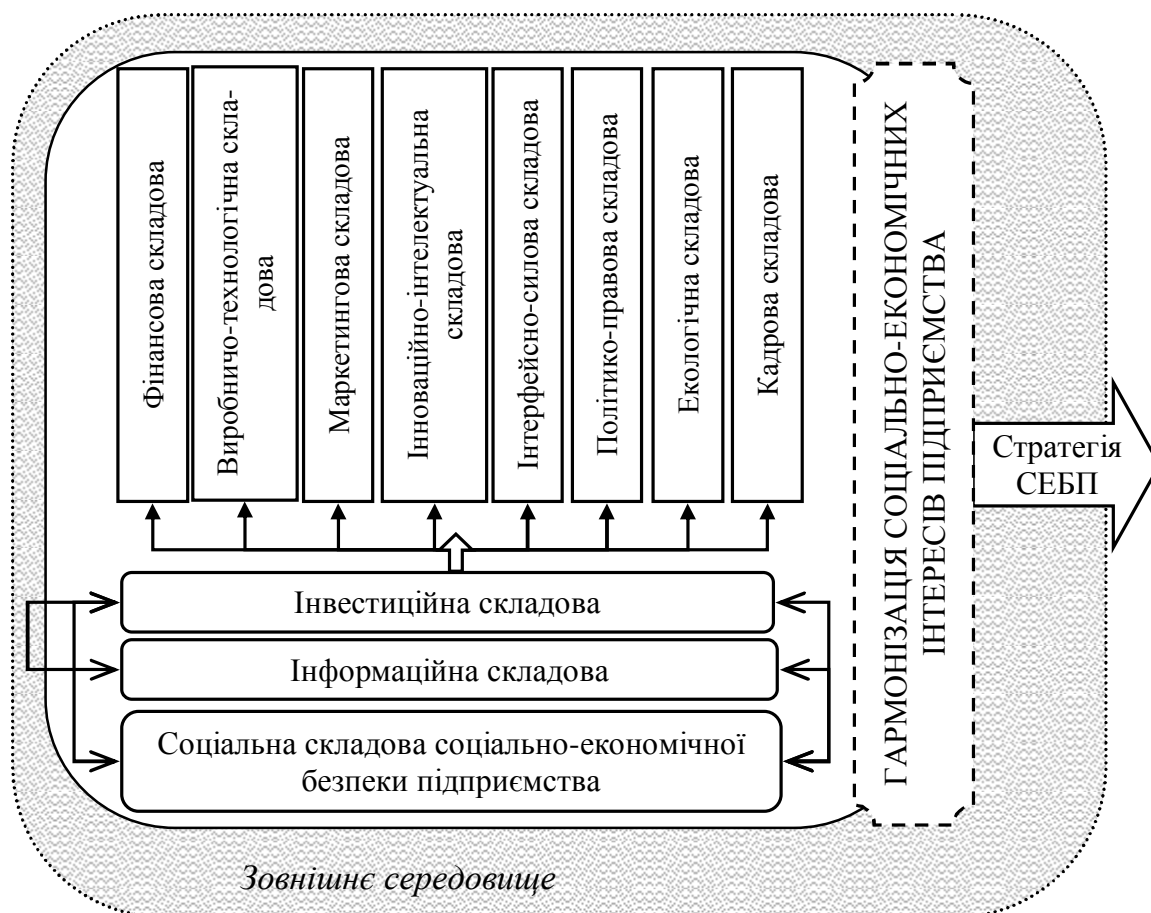 Фінансова складова
Виробничо-технологічна скла-
дова
Маркетингова складова
Інноваційно-інтелектуальна
складова
Інтерфейсно-силова складова
Політико-правова складова
Екологічна складова
Кадрова складова
ГАРМОНІЗАЦІЯ СОЦІАЛЬНО-ЕКОНОМІЧНИХ
ІНТЕРЕСІВ ПІДПРИЄМСТВА
Стратегія
СЕБП
Інвестиційна складова
Інформаційна складова
Соціальна складова соціально-економічної
безпеки підприємства
Зовнішнє середовище